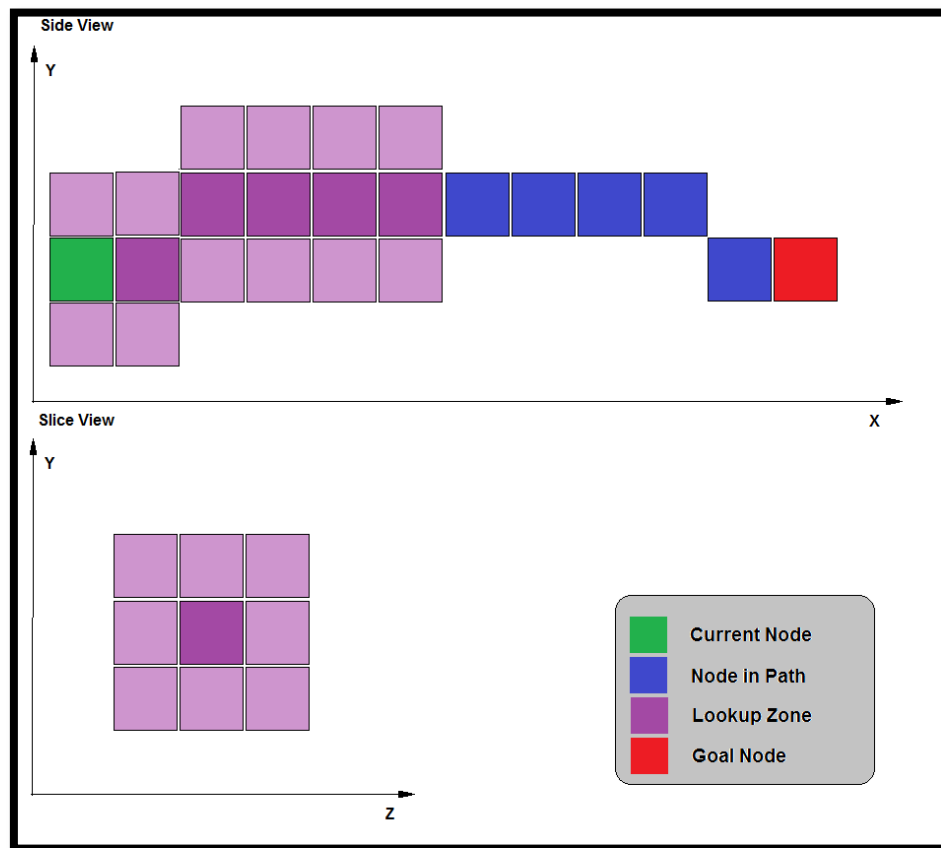 Side View
Y
X
Slice View
Y
Z
Current Node
Node in Path
Lookup Zone
Goal Node